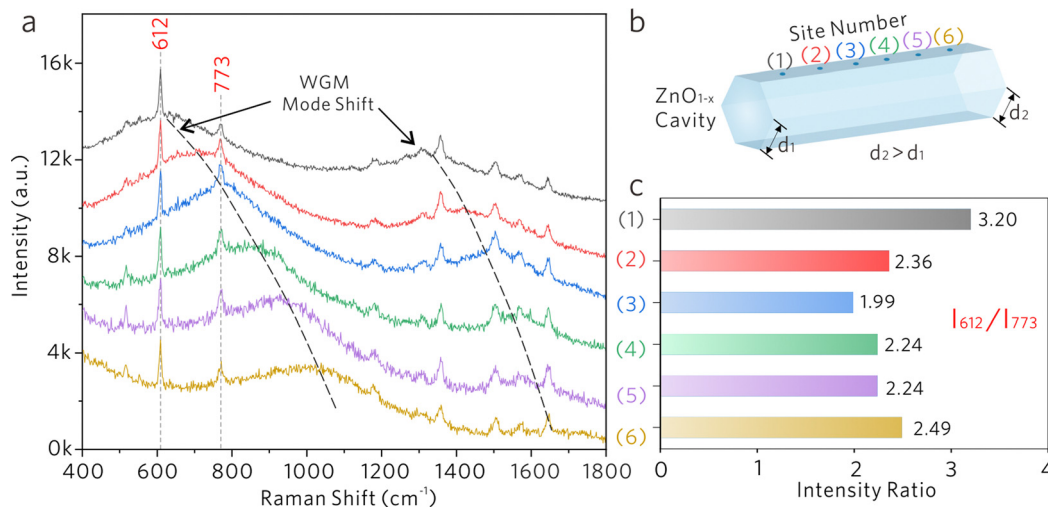 a
612
773
16k
12k
8k
4k
0k
Intensity (a.u.)
WGM
Mode Shift
400 600 800 1000 1200 1400 1600 1800
Raman Shift (cm⁻¹)
b
Site Number
(1) (2) (3) (4) (5) (6)
ZnO₁₋ₓ
Cavity
d₁
d₂
d₂>d₁
c
(1) 3.20
(2) 2.36
(3) 1.99
(4) 2.24
(5) 2.24
(6) 2.49
I₆₁₂/I₇₇₃
0 1 2 3 4
Intensity Ratio